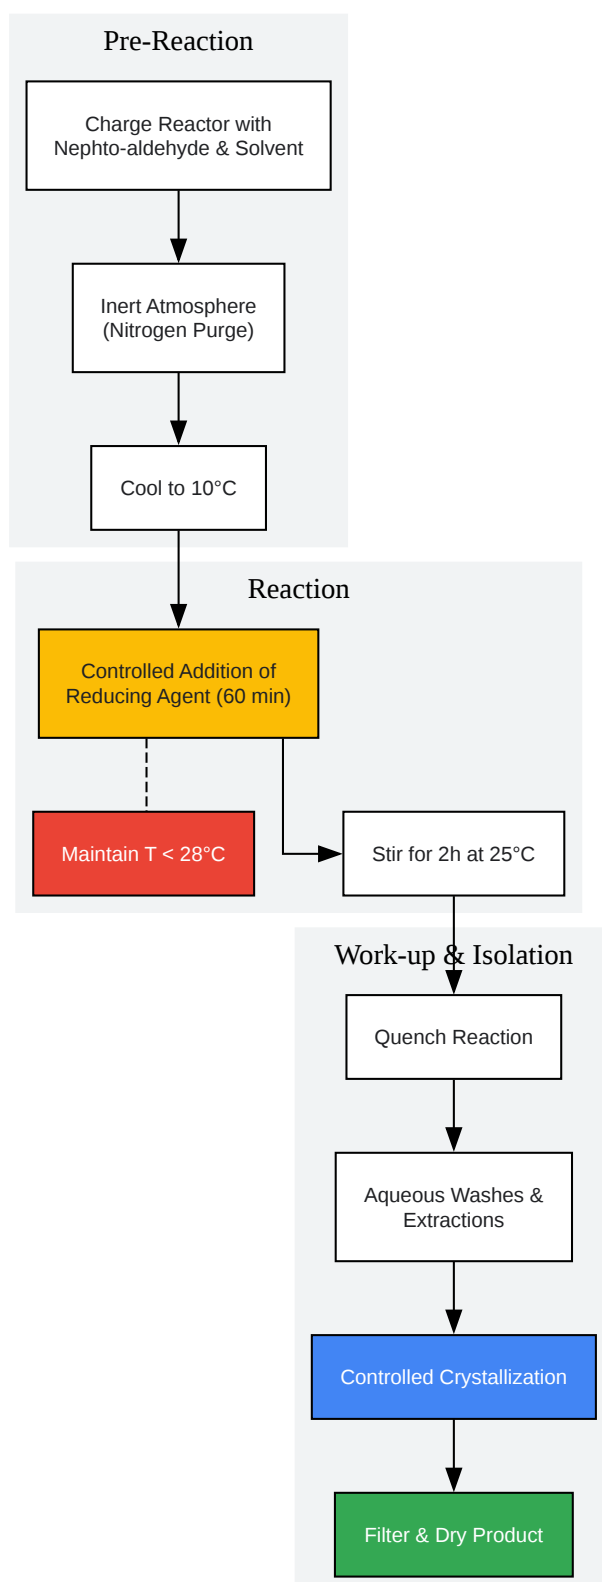 Pre-Reaction
Charge Reactor with
Nephto-aldehyde & Solvent
Inert Atmosphere
(Nitrogen Purge)
Cool to 10°C
Reaction
Controlled Addition of
Reducing Agent (60 min)
Maintain T < 28°C
Stir for 2h at 25°C
Work-up & Isolation
Quench Reaction
Aqueous Washes &
Extractions
Controlled Crystallization
Filter & Dry Product